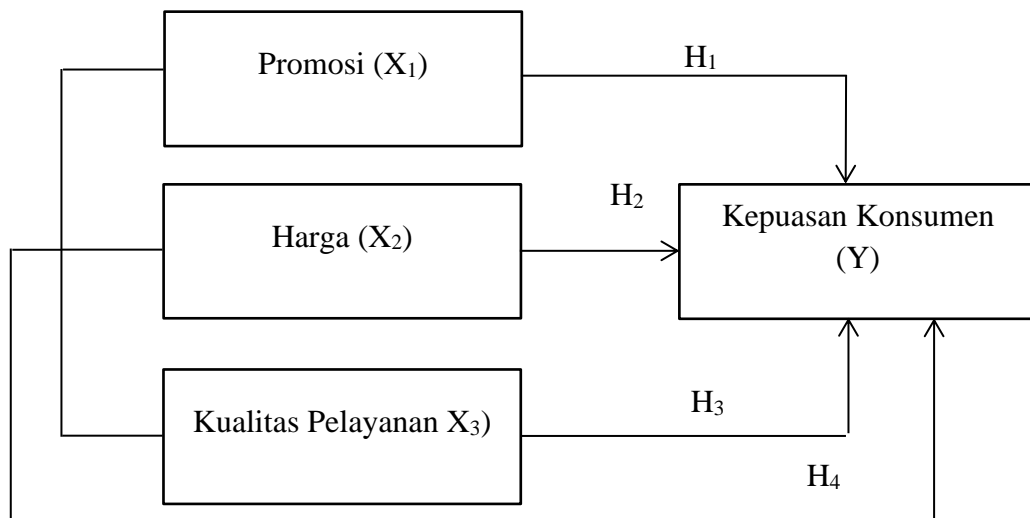 Promosi (X₁)
H₁
Harga (X₂)
H₂
Kepuasan Konsumen
(Y)
Kualitas Pelayanan X₃)
H₃
H₄